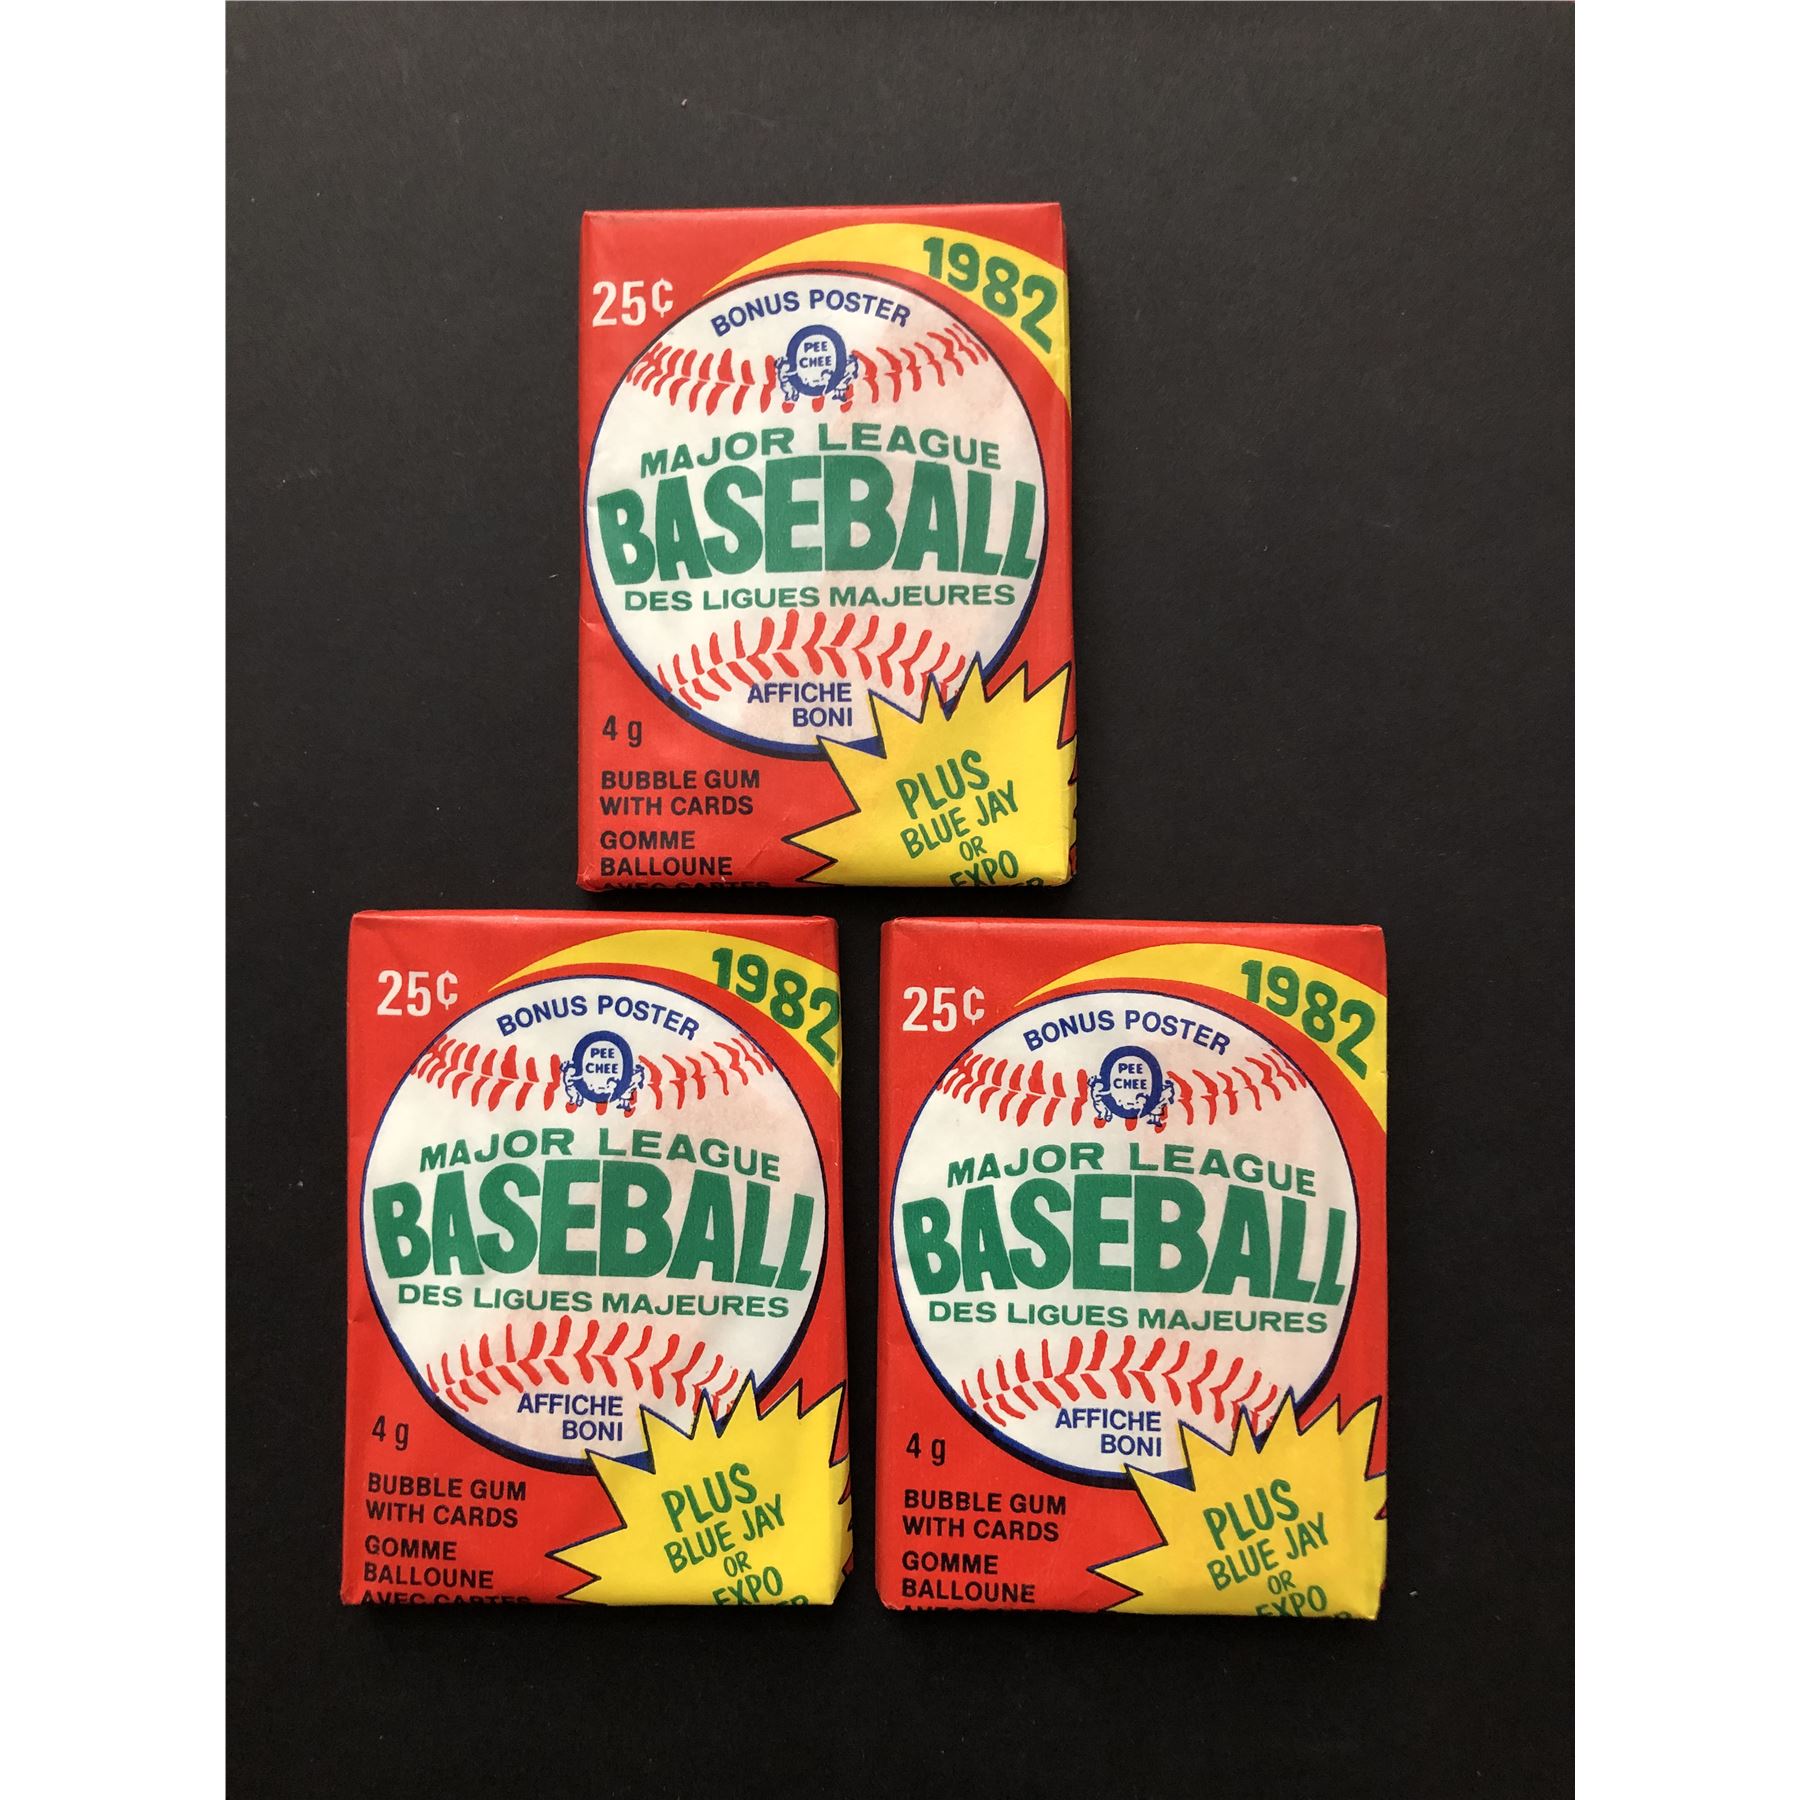 1982
25¢
BONUS POSTER
PEE
CHEE
MAJOR LEAGUE
BASEBALL
DES LIGUES MAJEURES
AFFICHE
BONI
4 g
BUBBLE GUM
WITH CARDS
GOMME
BALLOUNE
AVEC CARTES
PLUS
BLUE JAY
OR
EXPO
1982
25¢
BONUS POSTER
PEE
CHEE
MAJOR LEAGUE
BASEBALL
DES LIGUES MAJEURES
AFFICHE
BONI
4 g
BUBBLE GUM
WITH CARDS
GOMME
BALLOUNE
AVEC CARTES
PLUS
BLUE JAY
OR
EXPO
1982
25¢
BONUS POSTER
PEE
CHEE
MAJOR LEAGUE
BASEBALL
DES LIGUES MAJEURES
AFFICHE
BONI
4 g
BUBBLE GUM
WITH CARDS
GOMME
BALLOUNE
PLUS
BLUE JAY
OR
EXPO